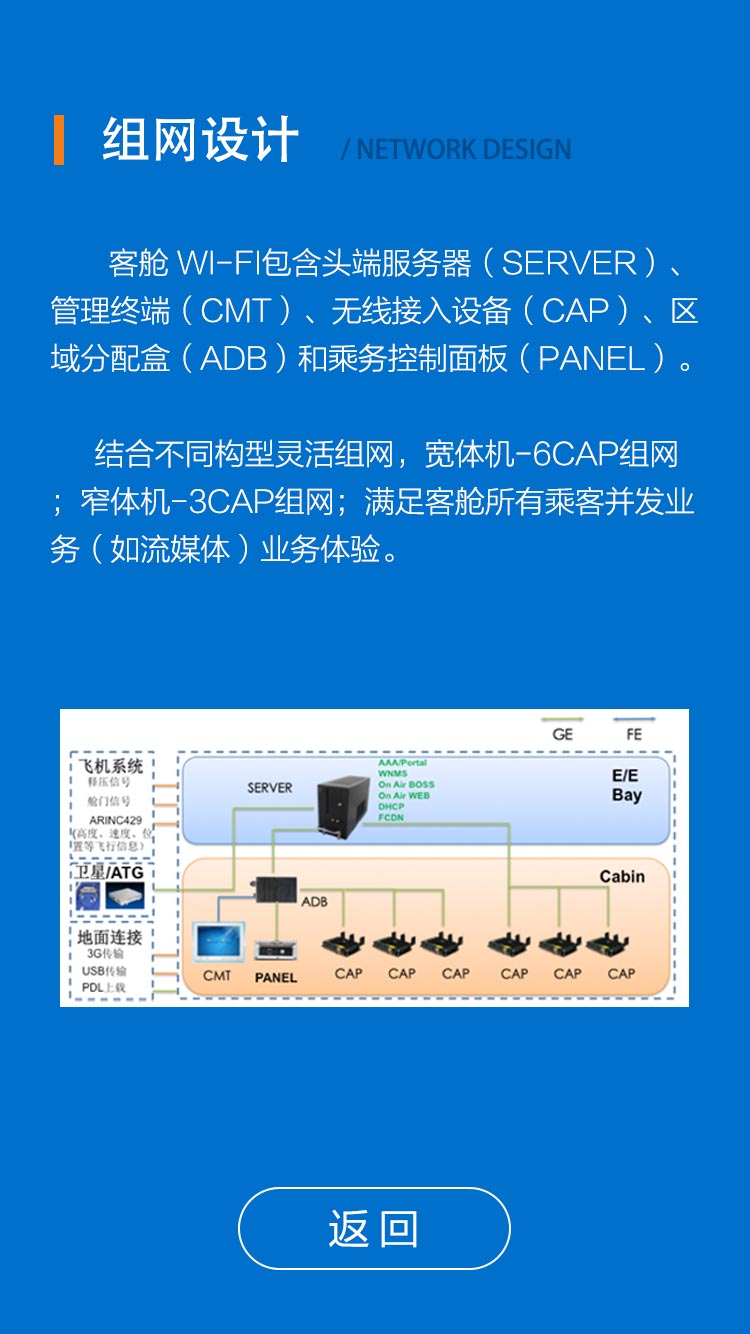 组网设计 / NETWORK DESIGN
客舱 WI-FI包含头端服务器（SERVER）、
管理终端（CMT）、无线接入设备（CAP）、区
域分配盒（ADB）和乘务控制面板（PANEL）。
结合不同构型灵活组网，宽体机-6CAP组网
；窄体机-3CAP组网；满足客舱所有乘客并发业
务（如流媒体）业务体验。
GE FE
飞机系统
释压信号
舱门信号
ARINC429
(高度、速度、位
置等飞行信息）
卫星/ATG
地面连接
3G传输
USB传输
PDL上载
SERVER
AAA/Portal
WNMS
On Air BOSS
On Air WEB
DHCP
FCDN
E/E
Bay
Cabin
ADB
CMT PANEL CAP CAP CAP CAP CAP CAP
返回